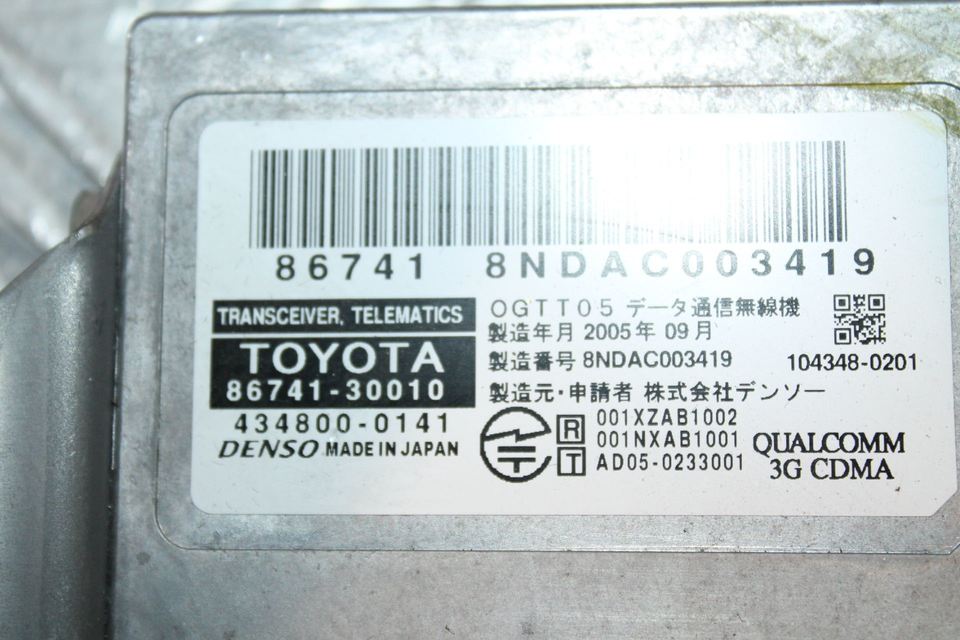 86741 8NDAC003419
TRANSCEIVER, TELEMATICS
TOYOTA
86741-30010
434800-0141
DENSO MADE IN JAPAN
OGTT05 データ通信無線機
製造年月 2005年 09月
製造番号 8NDAC003419
104348-0201
製造元・申請者 株式会社デンソー
R 001XZAB1002
001NXAB1001
T AD05-0233001
QUALCOMM
3G CDMA